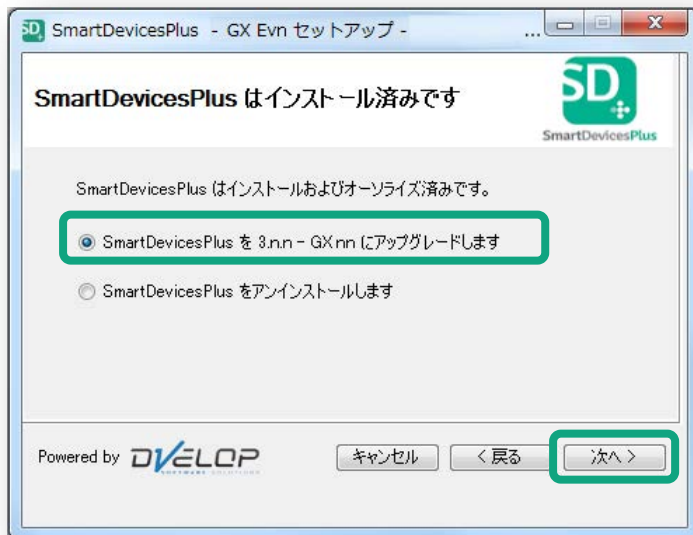 SmartDevicesPlus - GX Evn セットアップ - ...
SmartDevicesPlus はインストール済みです
SD
SmartDevicesPlus
SmartDevicesPlus はインストールおよびオーソライズ済みです。
SmartDevicesPlus を 3.n.n - GX nn にアップグレードします
SmartDevicesPlus をアンインストールします
Powered by DVELOP
SOFTWARE SOLUTIONS
キャンセル
< 戻る
次へ >